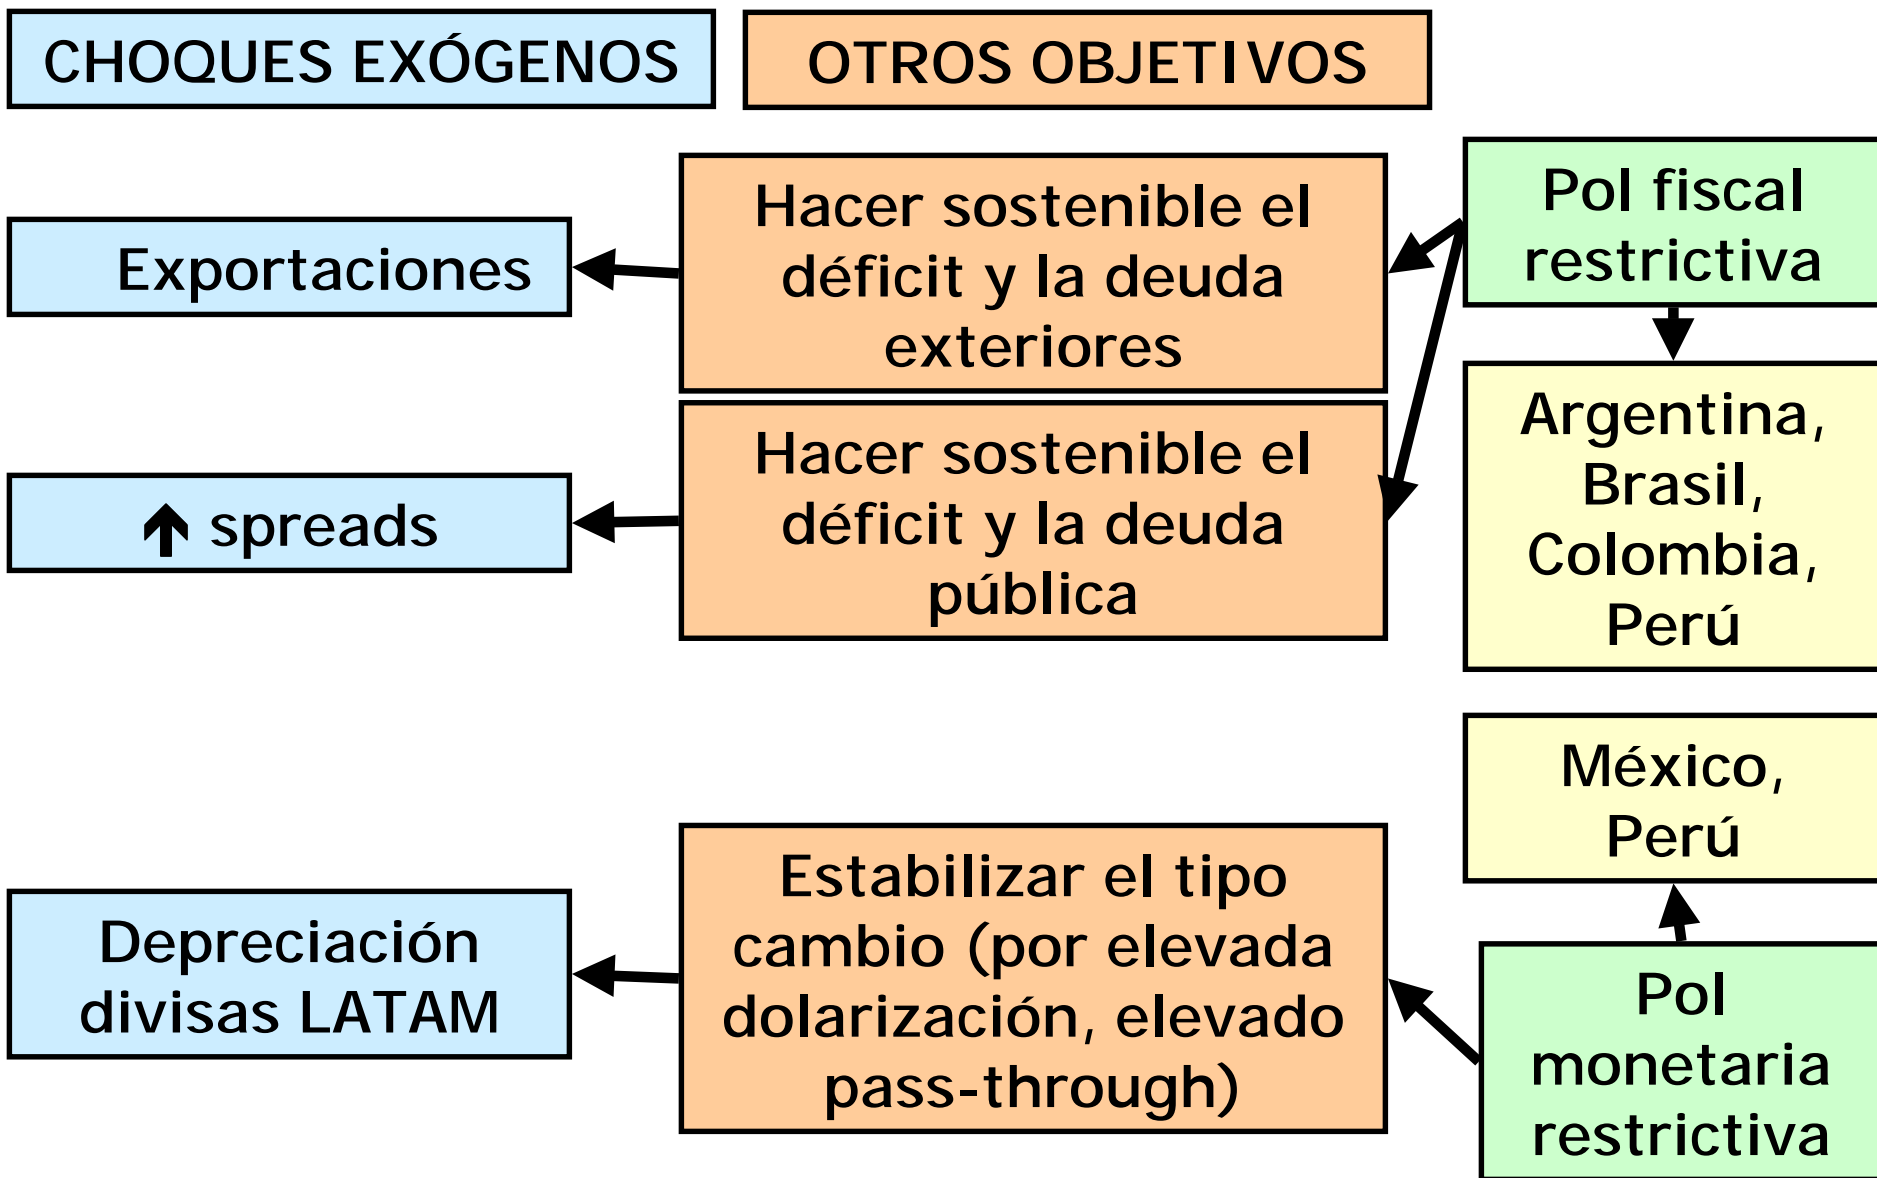 CHOQUES EXÓGENOS
OTROS OBJETIVOS
Exportaciones
Hacer sostenible el
déficit y la deuda
exteriores
Pol fiscal
restrictiva
↑ spreads
Hacer sostenible el
déficit y la deuda
pública
Argentina,
Brasil,
Colombia,
Perú
México,
Perú
Depreciación
divisas LATAM
Estabilizar el tipo
cambio (por elevada
dolarización, elevado
pass-through)
Pol
monetaria
restrictiva